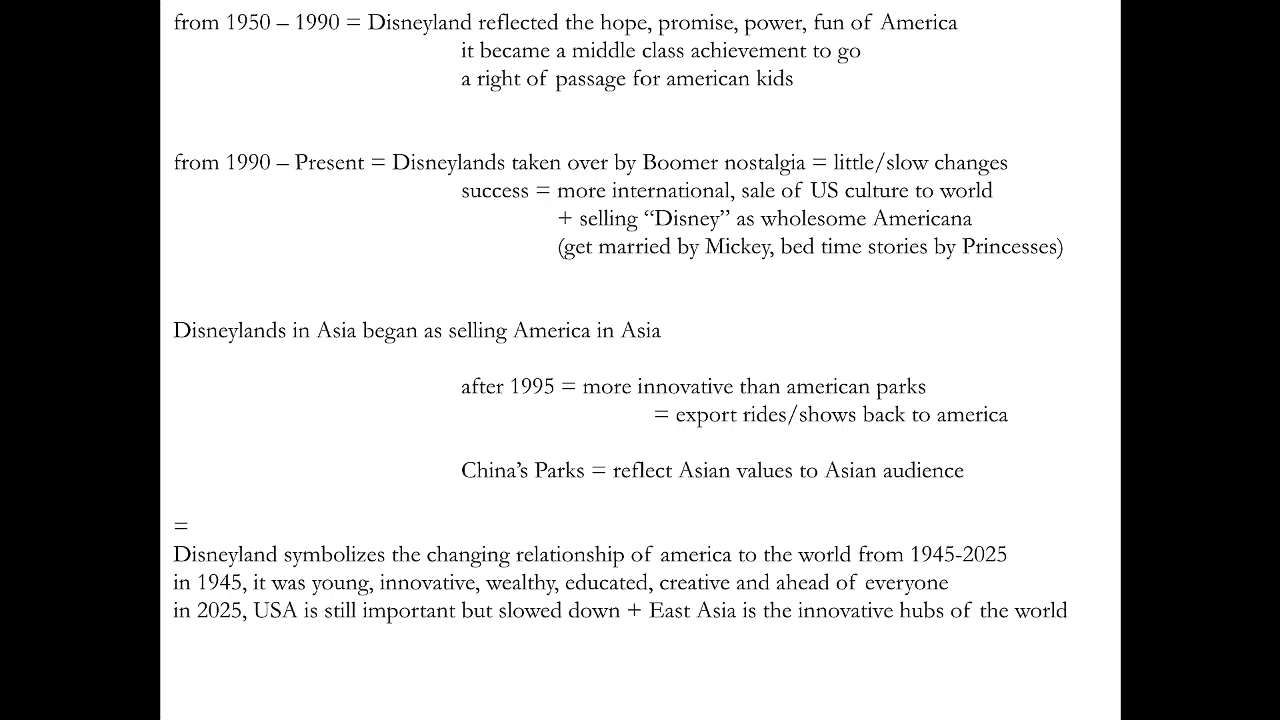 from 1950 – 1990 = Disneyland reflected the hope, promise, power, fun of America
it became a middle class achievement to go
a right of passage for american kids
from 1990 – Present = Disneylands taken over by Boomer nostalgia = little/slow changes
success = more international, sale of US culture to world
+ selling “Disney” as wholesome Americana
(get married by Mickey, bed time stories by Princesses)
Disneylands in Asia began as selling America in Asia
after 1995 = more innovative than american parks
= export rides/shows back to america
China’s Parks = reflect Asian values to Asian audience
=
Disneyland symbolizes the changing relationship of america to the world from 1945-2025
in 1945, it was young, innovative, wealthy, educated, creative and ahead of everyone
in 2025, USA is still important but slowed down + East Asia is the innovative hubs of the world